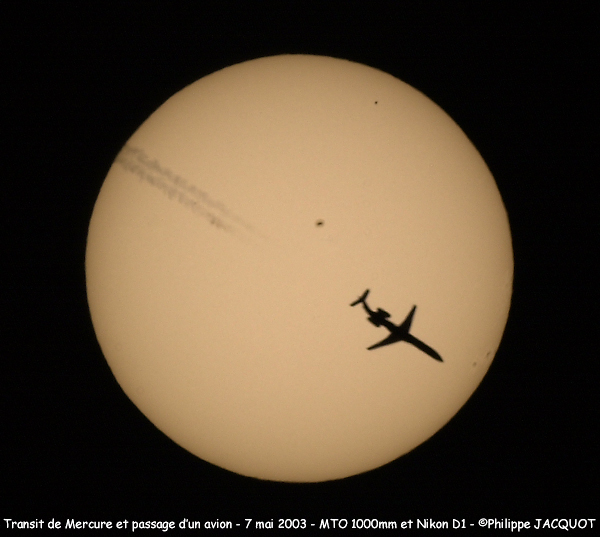 Transit de Mercure et passage d'un avion - 7 mai 2003 - MTO 1000mm et Nikon D1 - ©Philippe JACQUOT